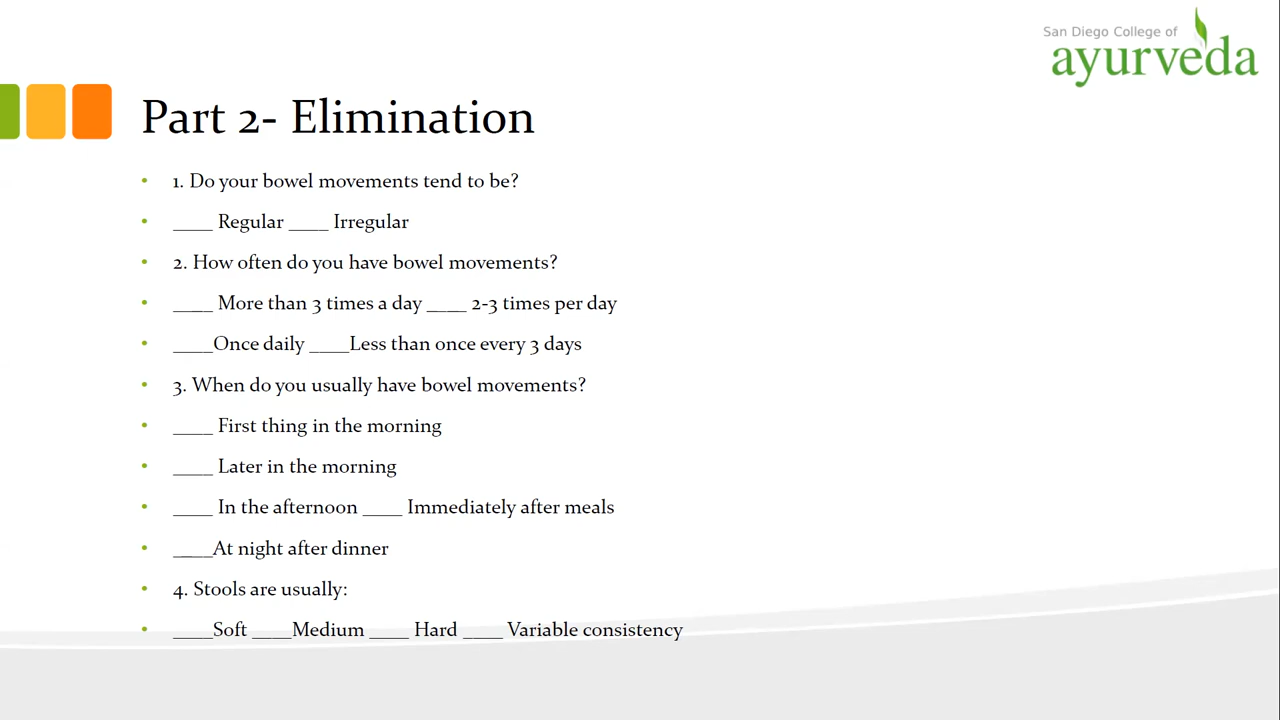 San Diego College of
ayurveda
Part 2- Elimination
• 1. Do your bowel movements tend to be?
• ____ Regular ____ Irregular
• 2. How often do you have bowel movements?
• ____ More than 3 times a day ____ 2-3 times per day
• ____Once daily ____Less than once every 3 days
• 3. When do you usually have bowel movements?
• ____ First thing in the morning
• ____ Later in the morning
• ____ In the afternoon ____ Immediately after meals
• ____At night after dinner
• 4. Stools are usually:
• ____Soft ____Medium ____ Hard ____ Variable consistency